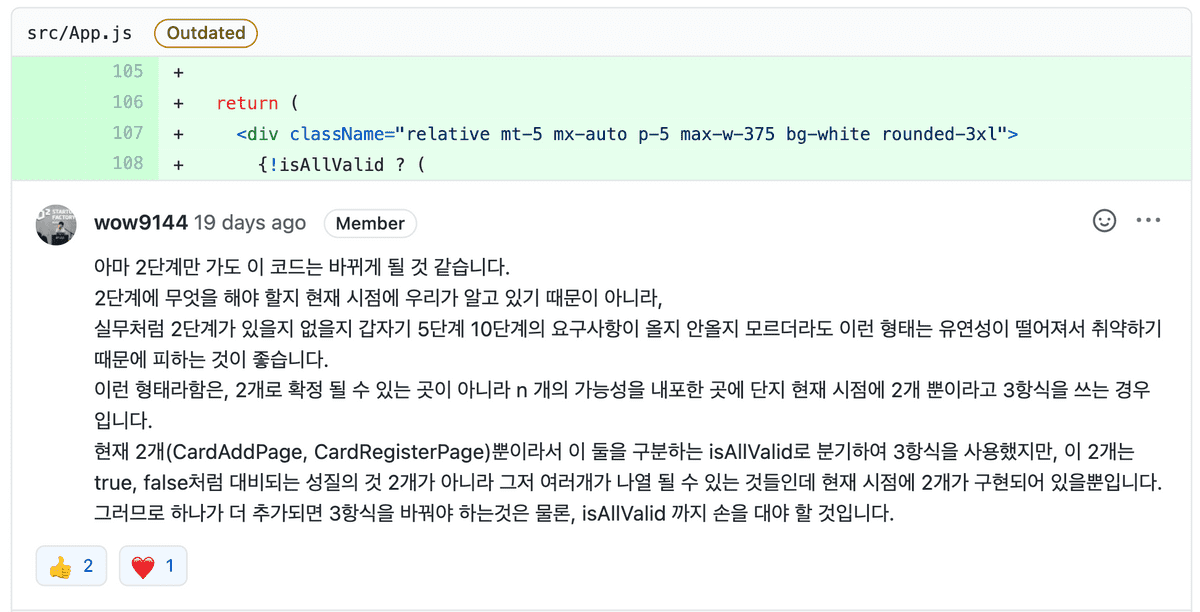 src/App.js Outdated
105 +
106 + return (
107 + <div className="relative mt-5 mx-auto p-5 max-w-375 bg-white rounded-3xl">
108 + {!isAllValid ? (
wow9144 19 days ago Member
아마 2단계만 가도 이 코드는 바뀌게 될 것 같습니다.
2단계에 무엇을 해야 할지 현재 시점에 우리가 알고 있기 때문이 아니라,
실무처럼 2단계가 있을지 없을지 갑자기 5단계 10단계의 요구사항이 올지 안올지 모르더라도 이런 형태는 유연성이 떨어져서 취약하기
때문에 피하는 것이 좋습니다.
이런 형태라함은, 2개로 확정 될 수 있는 곳이 아니라 n 개의 가능성을 내포한 곳에 단지 현재 시점에 2개 뿐이라고 3항식을 쓰는 경우
입니다.
현재 2개(CardAddPage, CardRegisterPage)뿐이라서 이 둘을 구분하는 isAllValid로 분기하여 3항식을 사용했지만, 이 2개는
true, false처럼 대비되는 성질의 것 2개가 아니라 그저 여러개가 나열 될 수 있는 것들인데 현재 시점에 2개가 구현되어 있을뿐입니다.
그러므로 하나가 더 추가되면 3항식을 바꿔야 하는것은 물론, isAllValid 까지 손을 대야 할 것입니다.
👍 2 ❤️ 1